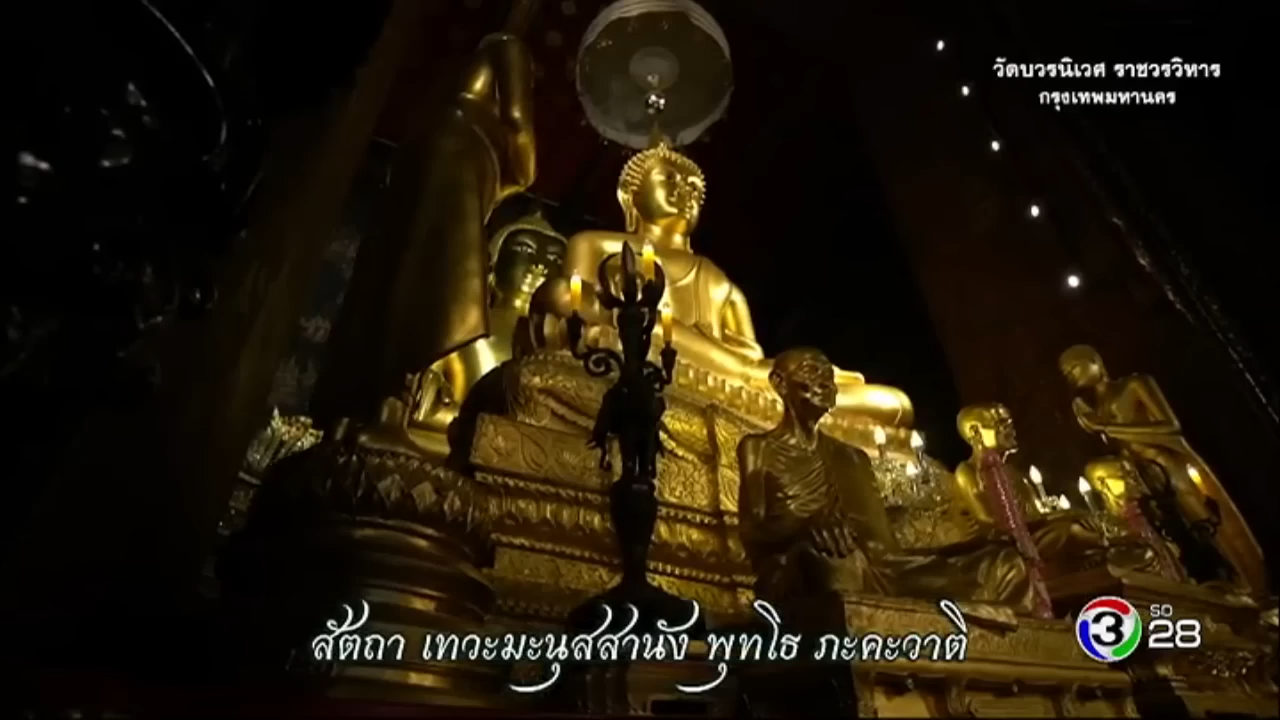 วัดบวรนิเวศ ราชวรวิหาร
กรุงเทพมหานคร
สัตถา เทวะมะนุสสานัง พุทโธ ภะคะวาติ
3 SD 28